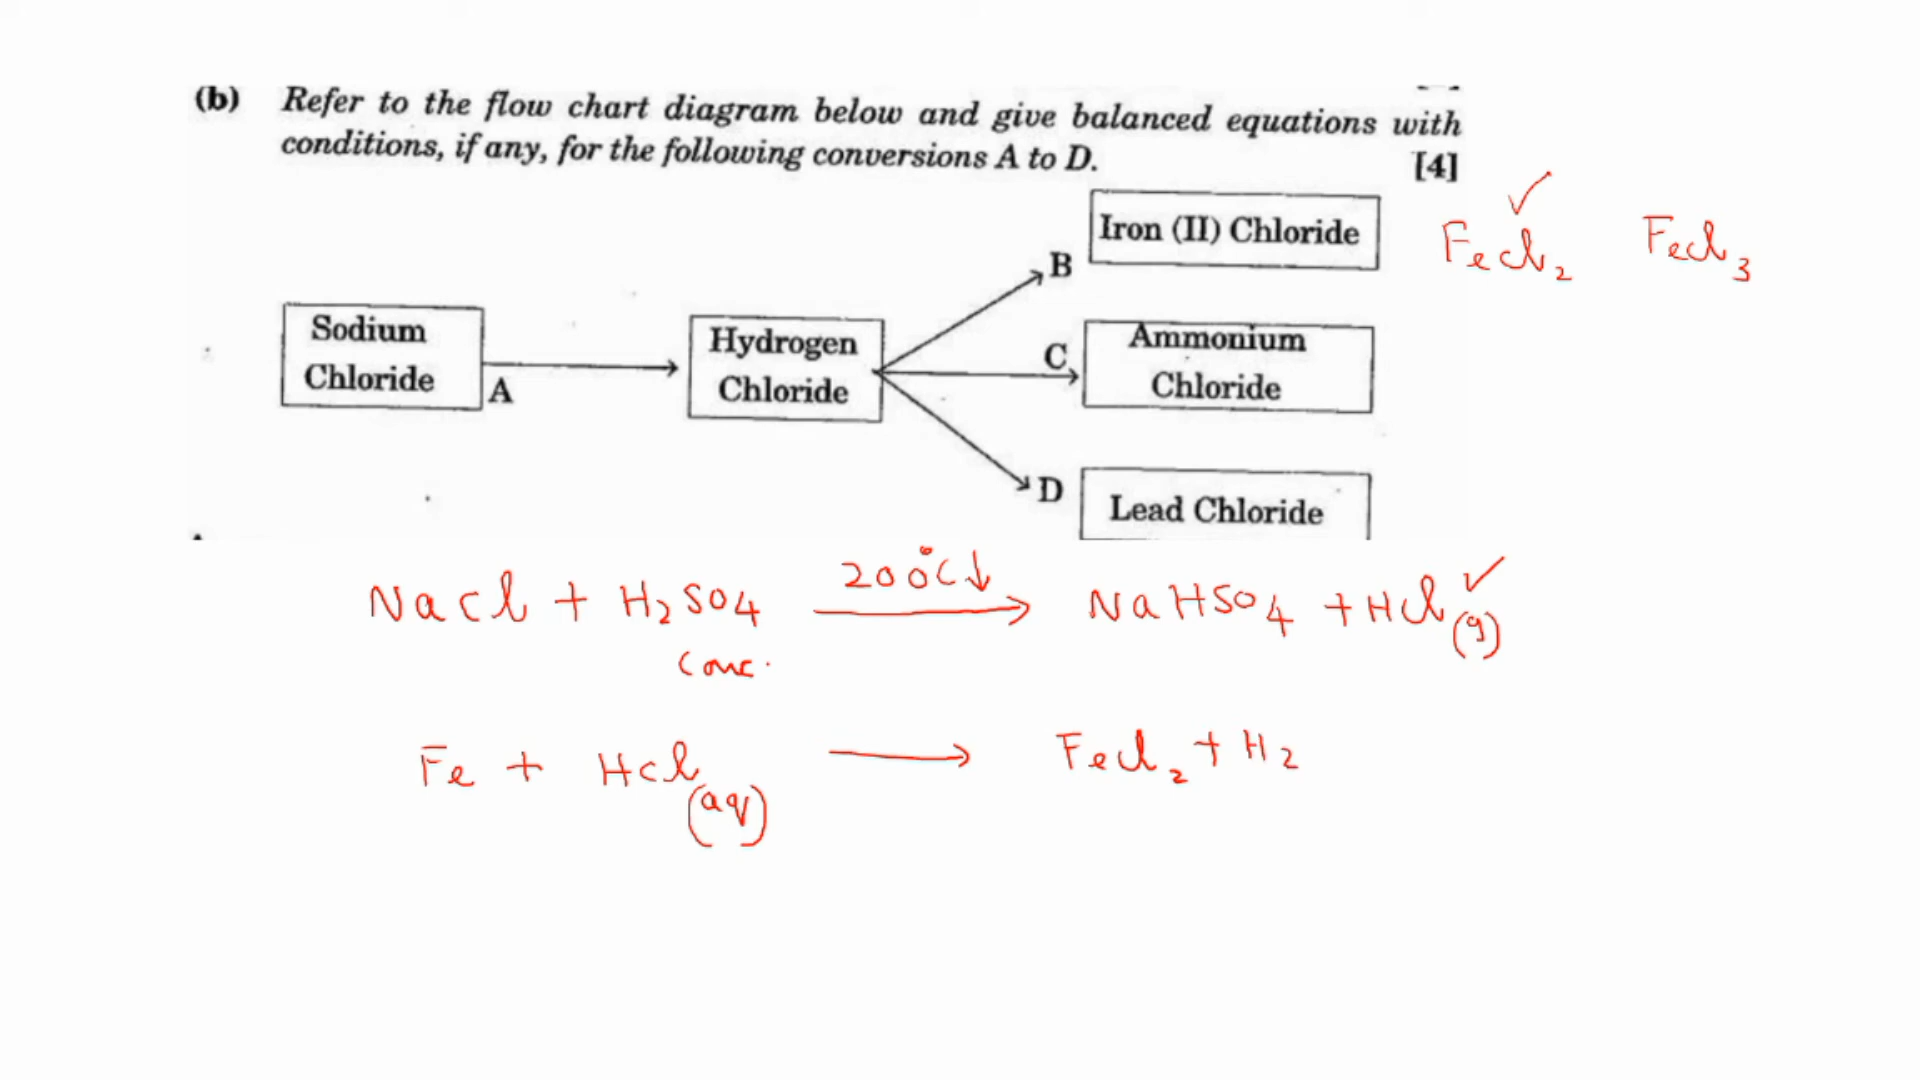 (b) Refer to the flow chart diagram below and give balanced equations with
conditions, if any, for the following conversions A to D. [4]
Iron (II) Chloride
FeCl2 FeCl3
B
Sodium
Chloride
A
Hydrogen
Chloride
C
Ammonium
Chloride
D
Lead Chloride
NaCl + H2SO4 200°C↓ → NaHSO4 + HCl (g)
conc.
Fe + HCl (aq) → FeCl2 + H2